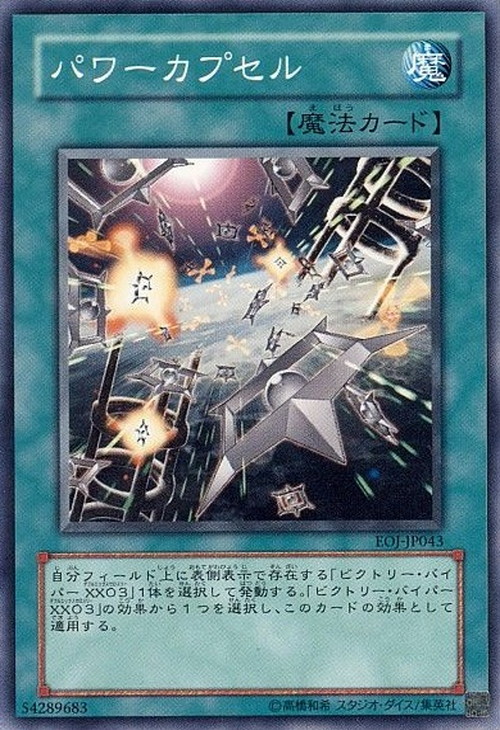 パワーカプセル
魔
【魔法カード】
EOJ-JP043
自分フィールド上に表側表示で存在する「ビクトリー・バイ
パー XX03」1体を選択して発動する。「ビクトリー・バイパー
XX03」の効果から1つを選択し、このカードの効果として
適用する。
54289683
©高橋和希 スタジオ・ダイス/集英社